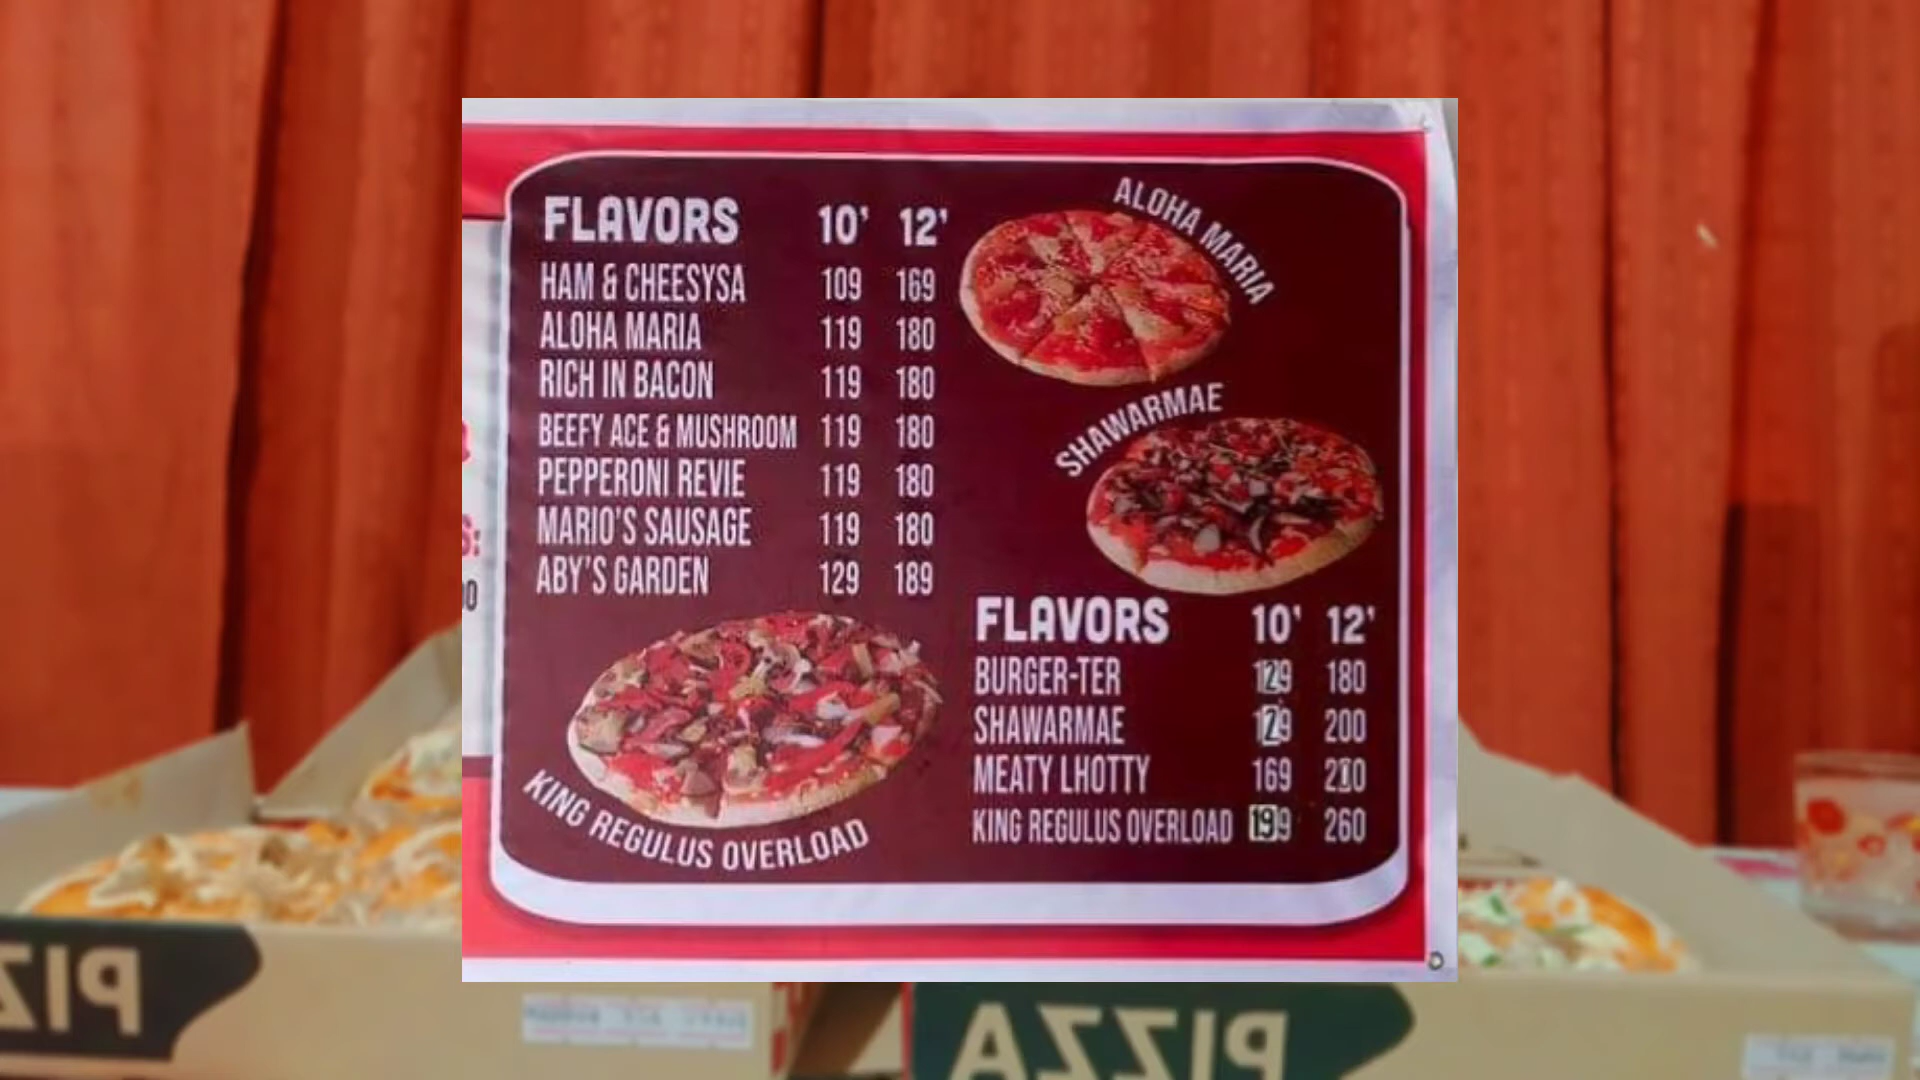 FLAVORS 10' 12'
HAM & CHEESYSA 109 169
ALOHA MARIA 119 180
RICH IN BACON 119 180
BEEFY ACE & MUSHROOM 119 180
PEPPERONI REVIE 119 180
MARIO'S SAUSAGE 119 180
ABY'S GARDEN 129 189
KING REGULUS OVERLOAD
ALOHA MARIA
SHAWARMAE
FLAVORS 10' 12'
BURGER-TER 129 180
SHAWARMAE 129 200
MEATY LHOTTY 169 230
KING REGULUS OVERLOAD 199 260
PIZZA
PIZZA